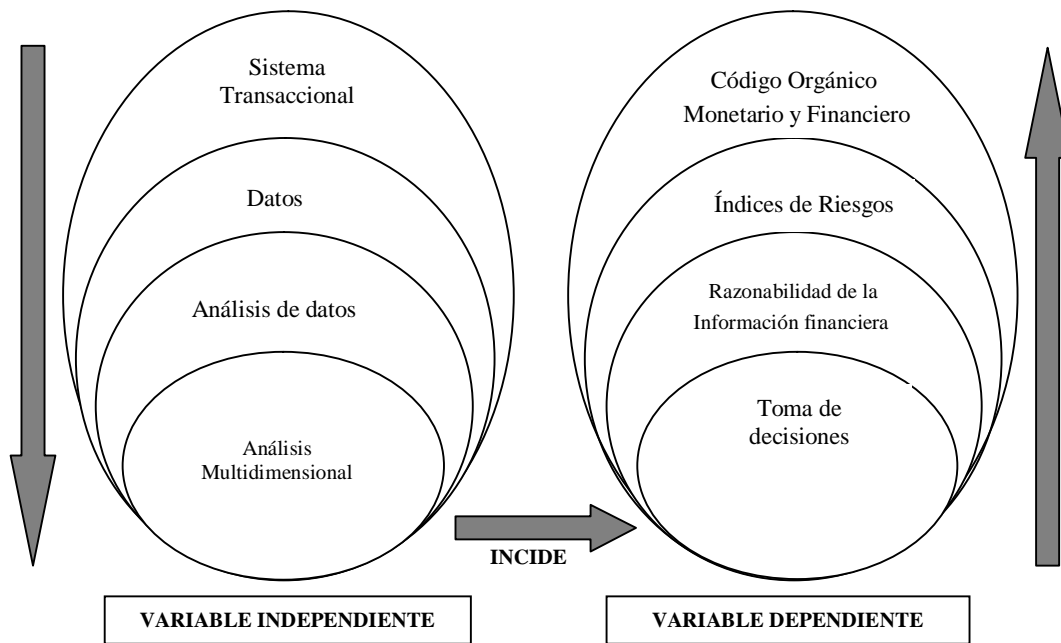 Sistema
Transaccional
Datos
Análisis de datos
Análisis
Multidimensional
Código Orgánico
Monetario y Financiero
Índices de Riesgos
Razonabilidad de la
Información financiera
Toma de
decisiones
INCIDE
VARIABLE INDEPENDIENTE
VARIABLE DEPENDIENTE